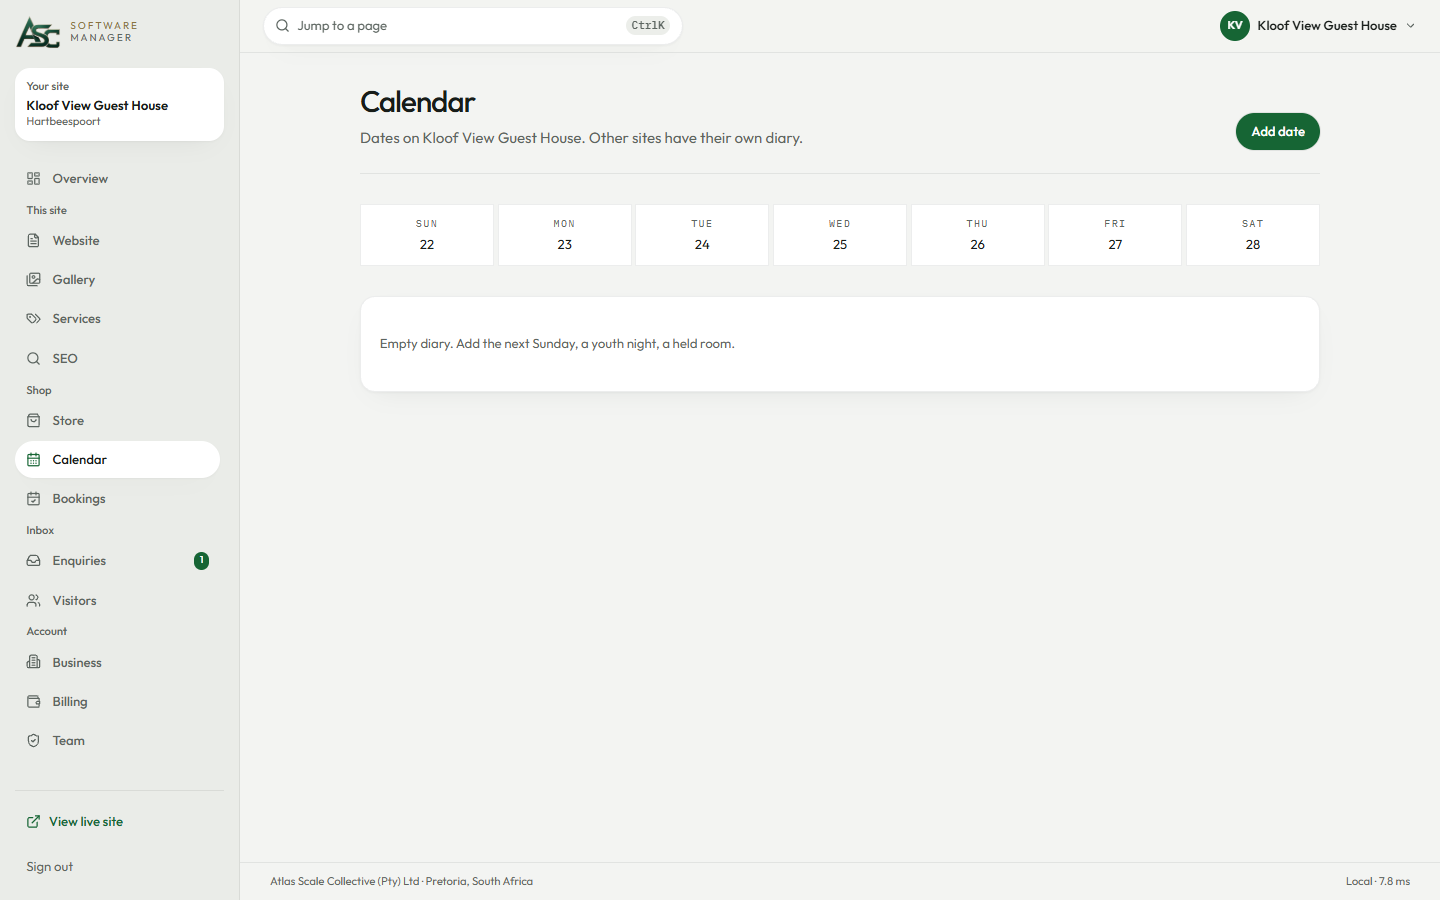 ASC
SOFTWARE
MANAGER
Jump to a page
CtrlK
KV
Kloof View Guest House
Your site
Kloof View Guest House
Hartbeespoort
Overview
This site
Website
Gallery
Services
SEO
Shop
Store
Calendar
Bookings
Inbox
Enquiries
1
Visitors
Account
Business
Billing
Team
View live site
Sign out
Calendar
Dates on Kloof View Guest House. Other sites have their own diary.
Add date
SUN MON TUE WED THU FRI SAT
22 23 24 25 26 27 28
Empty diary. Add the next Sunday, a youth night, a held room.
Atlas Scale Collective (Pty) Ltd · Pretoria, South Africa
Local · 7.8 ms